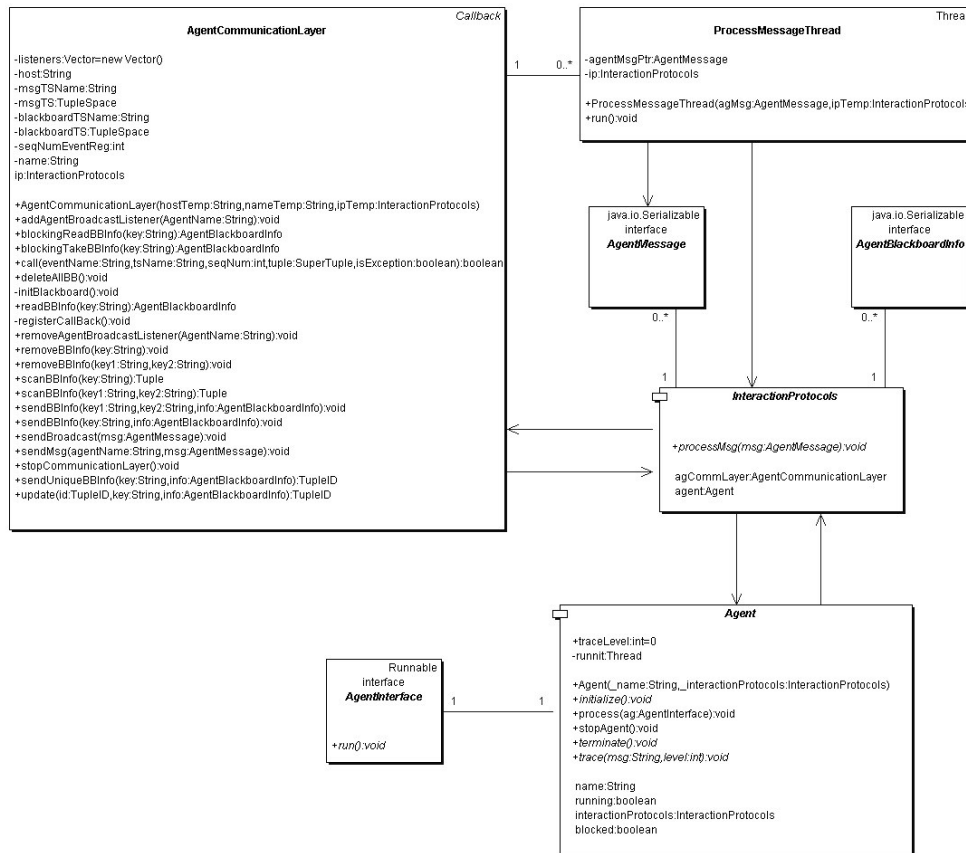 Callback
AgentCommunicationLayer
-listeners:Vector=new Vector()
-host:String
-msgTSName:String
-msgTS:TupleSpace
-blackboardTSName:String
-blackboardTS:TupleSpace
-seqNumEventReg:int
-name:String
ip:InteractionProtocols
+AgentCommunicationLayer(hostTemp:String,nameTemp:String,ipTemp:InteractionProtocols)
+addAgentBroadcastListener(AgentName:String):void
+blockingReadBBInfo(key:String):AgentBlackboardInfo
+blockingTakeBBInfo(key:String):AgentBlackboardInfo
+call(eventName:String,tsName:String,seqNum:int,tuple:SuperTuple,isException:boolean):boolean
+deleteAllBB():void
-initBlackboard():void
+readBBInfo(key:String):AgentBlackboardInfo
-registerCallBack():void
+removeAgentBroadcastListener(AgentName:String):void
+removeBBInfo(key:String):void
+removeBBInfo(key1:String,key2:String):void
+scanBBInfo(key:String):Tuple
+scanBBInfo(key1:String,key2:String):Tuple
+sendBBInfo(key1:String,key2:String,info:AgentBlackboardInfo):void
+sendBBInfo(key:String,info:AgentBlackboardInfo):void
+sendBroadcast(msg:AgentMessage):void
+sendMsg(agentName:String,msg:AgentMessage):void
+stopCommunicationLayer():void
+sendUniqueBBInfo(key:String,info:AgentBlackboardInfo):TupleID
+update(id:TupleID,key:String,info:AgentBlackboardInfo):TupleID
1
0..*
Threa
ProcessMessageThread
-agentMsgPtr:AgentMessage
-ip:InteractionProtocols
+ProcessMessageThread(agMsg:AgentMessage,ipTemp:InteractionProtocols
+run():void
java.io.Serializable
interface
AgentMessage
java.io.Serializable
interface
AgentBlackboardInfo
0..*
0..*
1
1
InteractionProtocols
+processMsg(msg:AgentMessage):void
agCommLayer:AgentCommunicationLayer
agent:Agent
Runnable
interface
AgentInterface
+run():void
1
1
Agent
+traceLevel:int=0
-runnit:Thread
+Agent(_name:String,_interactionProtocols:InteractionProtocols)
+initialize():void
+process(ag:AgentInterface):void
+stopAgent():void
+terminate():void
+trace(msg:String,level:int):void
name:String
running:boolean
interactionProtocols:InteractionProtocols
blocked:boolean